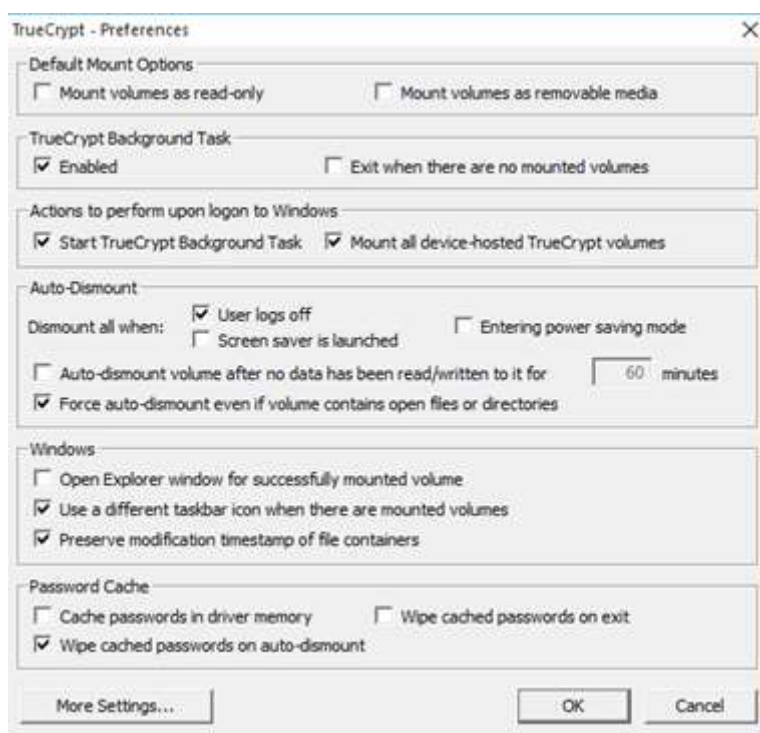 TrueCrypt - Preferences
Default Mount Options
Mount volumes as read-only Mount volumes as removable media
TrueCrypt Background Task
Enabled Exit when there are no mounted volumes
Actions to perform upon logon to Windows
Start TrueCrypt Background Task Mount all device-hosted TrueCrypt volumes
Auto-Dismount
Dismount all when: User logs off Entering power saving mode
Screen saver is launched
Auto-dismount volume after no data has been read/written to it for 60 minutes
Force auto-dismount even if volume contains open files or directories
Windows
Open Explorer window for successfully mounted volume
Use a different taskbar icon when there are mounted volumes
Preserve modification timestamp of file containers
Password Cache
Cache passwords in driver memory Wipe cached passwords on exit
Wipe cached passwords on auto-dismount
More Settings... OK Cancel